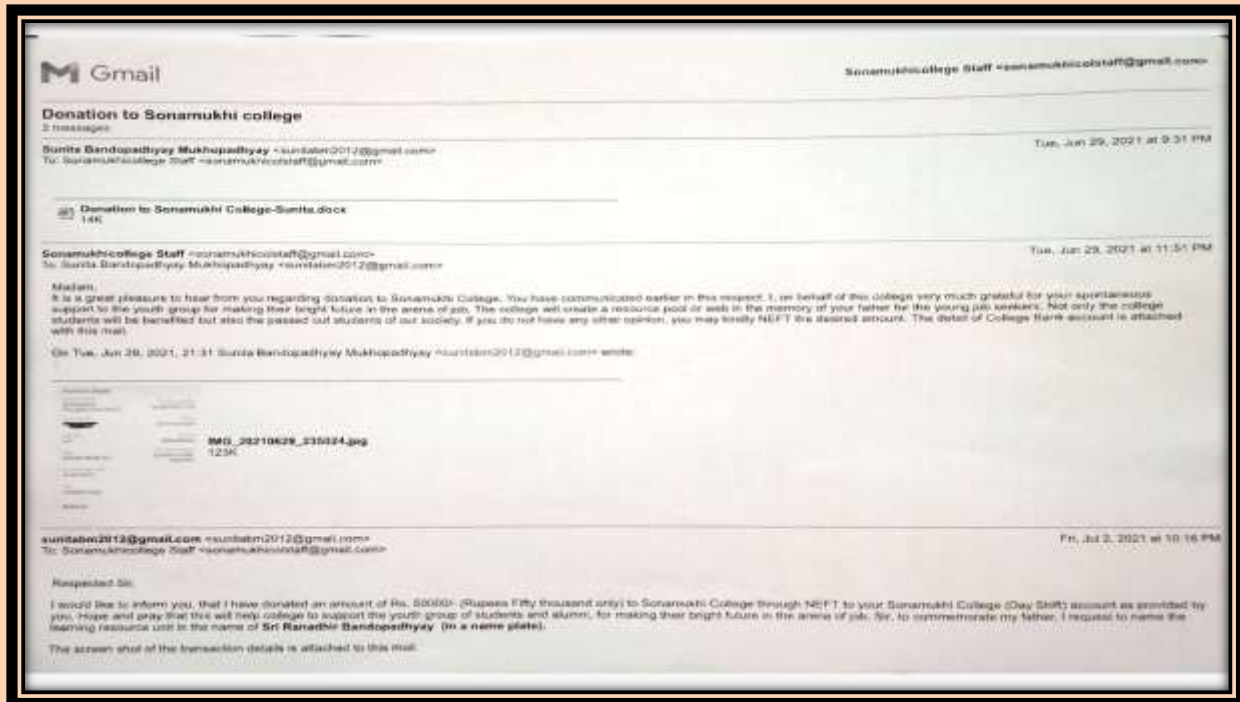 Gmail
Sonamukhicollege Staff <sonamukhicolstaff@gmail.com>
Donation to Sonamukhi college
messages
Sunita Bandopadhyay Mukhopadhyay <sunitabm2012@gmail.com>
Tue, Jun 29, 2021 at 9:31 PM
To: Sonamukhicollege Staff <sonamukhicolstaff@gmail.com>
Donation to Sonamukhi College-Sunita.docx
14K
Sonamukhicollege Staff <sonamukhicolstaff@gmail.com>
Tue, Jun 29, 2021 at 11:51 PM
To: Sunita Bandopadhyay Mukhopadhyay <sunitabm2012@gmail.com>
Madam,
It is a great pleasure to hear from you regarding donation to Sonamukhi College. You have communicated earlier in this respect. I, on behalf of this college very much grateful for your spontaneous
support to the youth group for making their bright future in the arena of job. The college will create a resource pool or web in the memory of your father for the young job seekers. Not only the college
students will be benefited but also the passed out students of our society. If you do not have any other opinion, you may kindly NEFT the desired amount. The detail of College Bank account is attached
with this mail.
On Tue, Jun 29, 2021, 21:31 Sunita Bandopadhyay Mukhopadhyay <sunitabm2012@gmail.com> wrote:
IMG_20210629_235024.jpg
123K
sunitabm2012@gmail.com <sunitabm2012@gmail.com>
Fri, Jul 2, 2021 at 10:16 PM
To: Sonamukhicollege Staff <sonamukhicolstaff@gmail.com>
Respected Sir,
I would like to inform you, that I have donated an amount of Rs. 50000/- (Rupees Fifty thousand only) to Sonamukhi College through NEFT to your Sonamukhi College (Day Shift) account as provided by
you. Hope and pray that this will help college to support the youth group of students and alumni, for making their bright future in the arena of job. Sir, to commemorate my father, I request to name the
learning resource unit in the name of Sri Ranadhir Bandopadhyay (in a name plate).
The screen shot of the transaction details is attached to this mail.